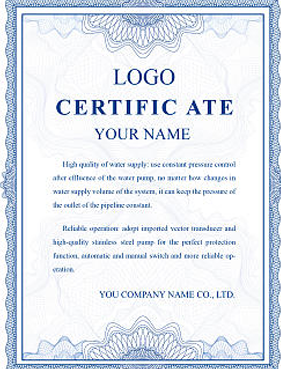 LOGO
CERTIFIC ATE
YOUR NAME
High quality of water supply: use constant pressure control
after effluence of the water pump, no matter how changes in
water supply volume of the system, it can keep the pressure of
the outlet of the pipeline constant.
Reliable operation: adopt imported vector transducer and
high-quality stainless steel pump for the perfect protection
function, automatic and manual switch and more reliable op-
eration.
YOU COMPANY NAME CO., LTD.